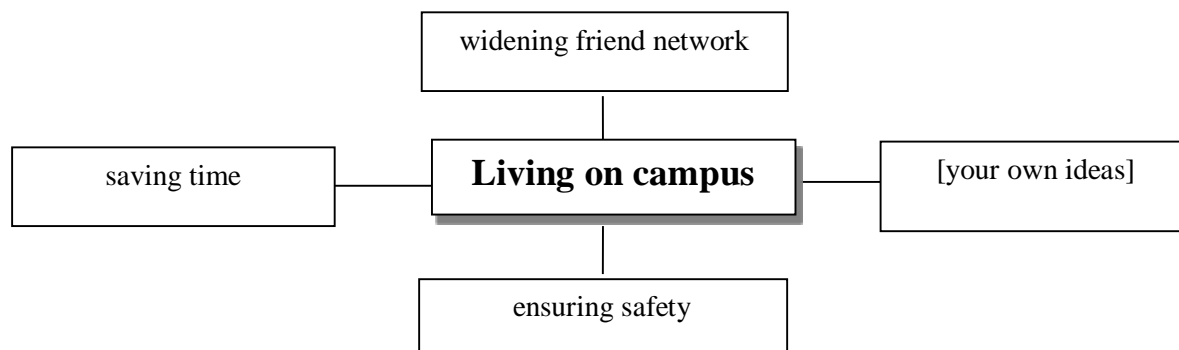 widening friend network
saving time
Living on campus
[your own ideas]
ensuring safety